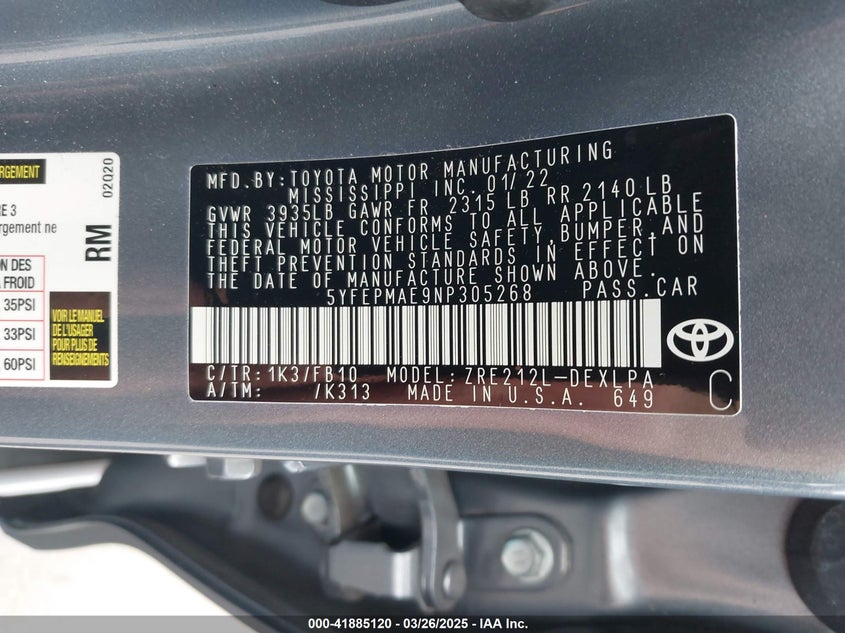 RGEMENT
RE 3
rgement ne
ON DES
A FROID
35PSI
33PSI
60PSI
VOIR LE MANUEL
DE L'USAGER
POUR PLUS DE
RENSEIGNEMENTS
RM
02020
MFD.BY:TOYOTA MOTOR MANUFACTURING
MISSISSIPPI INC. 01/22
GVWR 3935LB GAWR FR 2315 LB RR 2140 LB
THIS VEHICLE CONFORMS TO ALL APPLICABLE
FEDERAL MOTOR VEHICLE SAFETY,BUMPER,AND
THEFT PREVENTION STANDARDS IN EFFECT ON
THE DATE OF MANUFACTURE SHOWN ABOVE.
5YFEPMAE9NP305268 PASS.CAR
C/TR:1K3/FB10 MODEL:ZRE212L-DEXLPA
A/TM: /K313 MADE IN U.S.A. 649
C
000-41885120 — 03/26/2025 — IAA Inc.